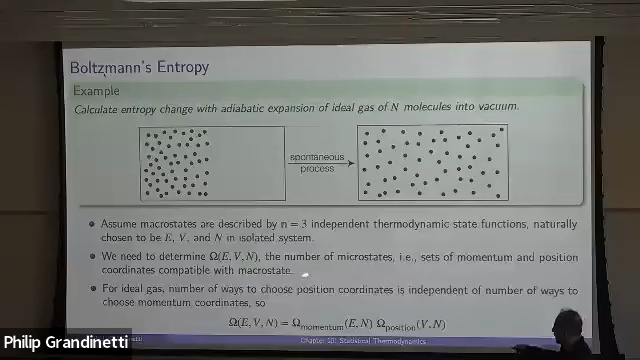 Boltzmann's Entropy
Example
Calculate entropy change with adiabatic expansion of ideal gas of N molecules into vacuum.
spontaneous
process
Assume macrostates are described by n = 3 independent thermodynamic state functions, naturally
chosen to be E, V, and N in isolated system.
We need to determine Ω(E, V, N), the number of microstates, i.e., sets of momentum and position
coordinates compatible with macrostate.
For ideal gas, number of ways to choose position coordinates is independent of number of ways to
choose momentum coordinates, so
Ω(E, V, N) = Ωmomentum(E, N) Ωposition(V, N)
Philip Grandinetti
Chapter 10: Statistical Thermodynamics